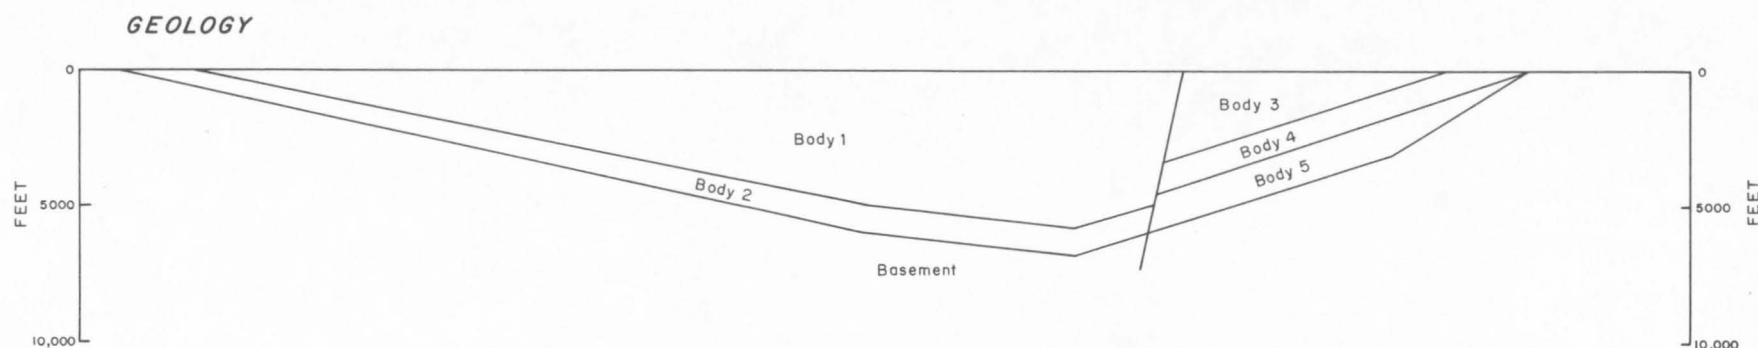 GEOLOGY
0
0
Body 3
Body 1
Body 4
Body 5
Body 2
FEET
5000
5000
FEET
Basement
10,000
10,000